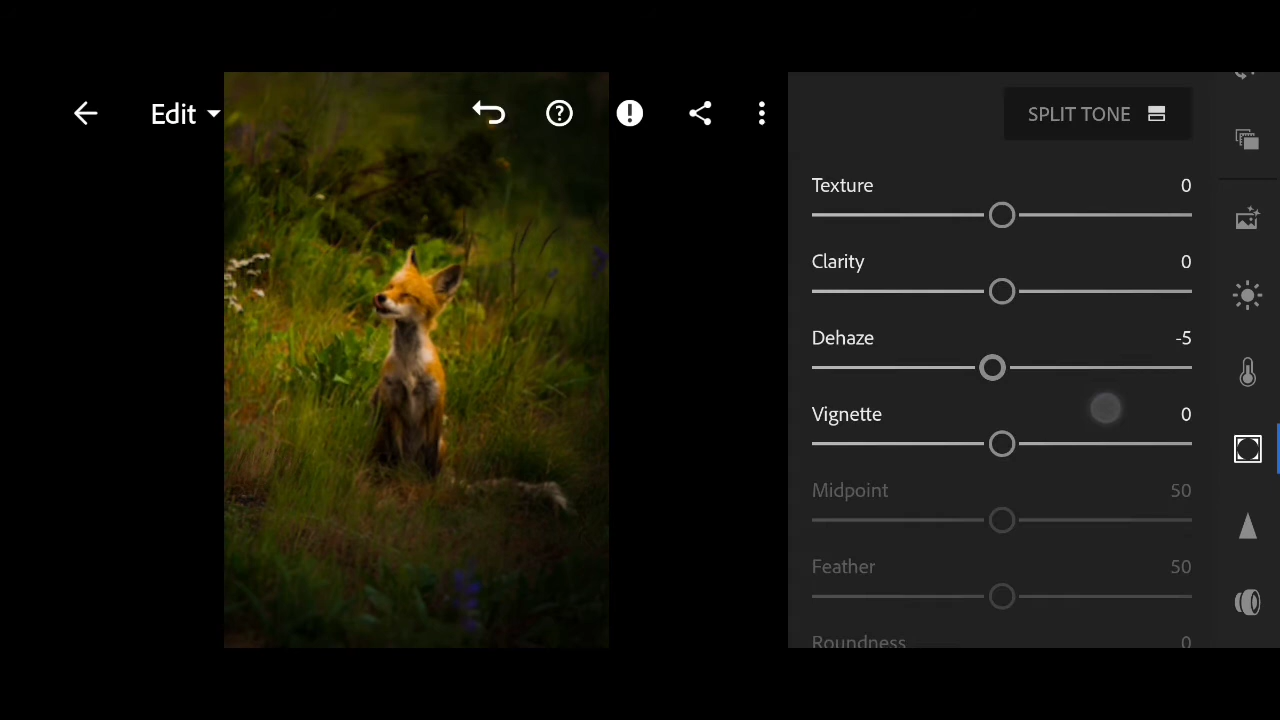 Edit
SPLIT TONE
Texture 0
Clarity 0
Dehaze -5
Vignette 0
Midpoint 50
Feather 50
Roundness 0